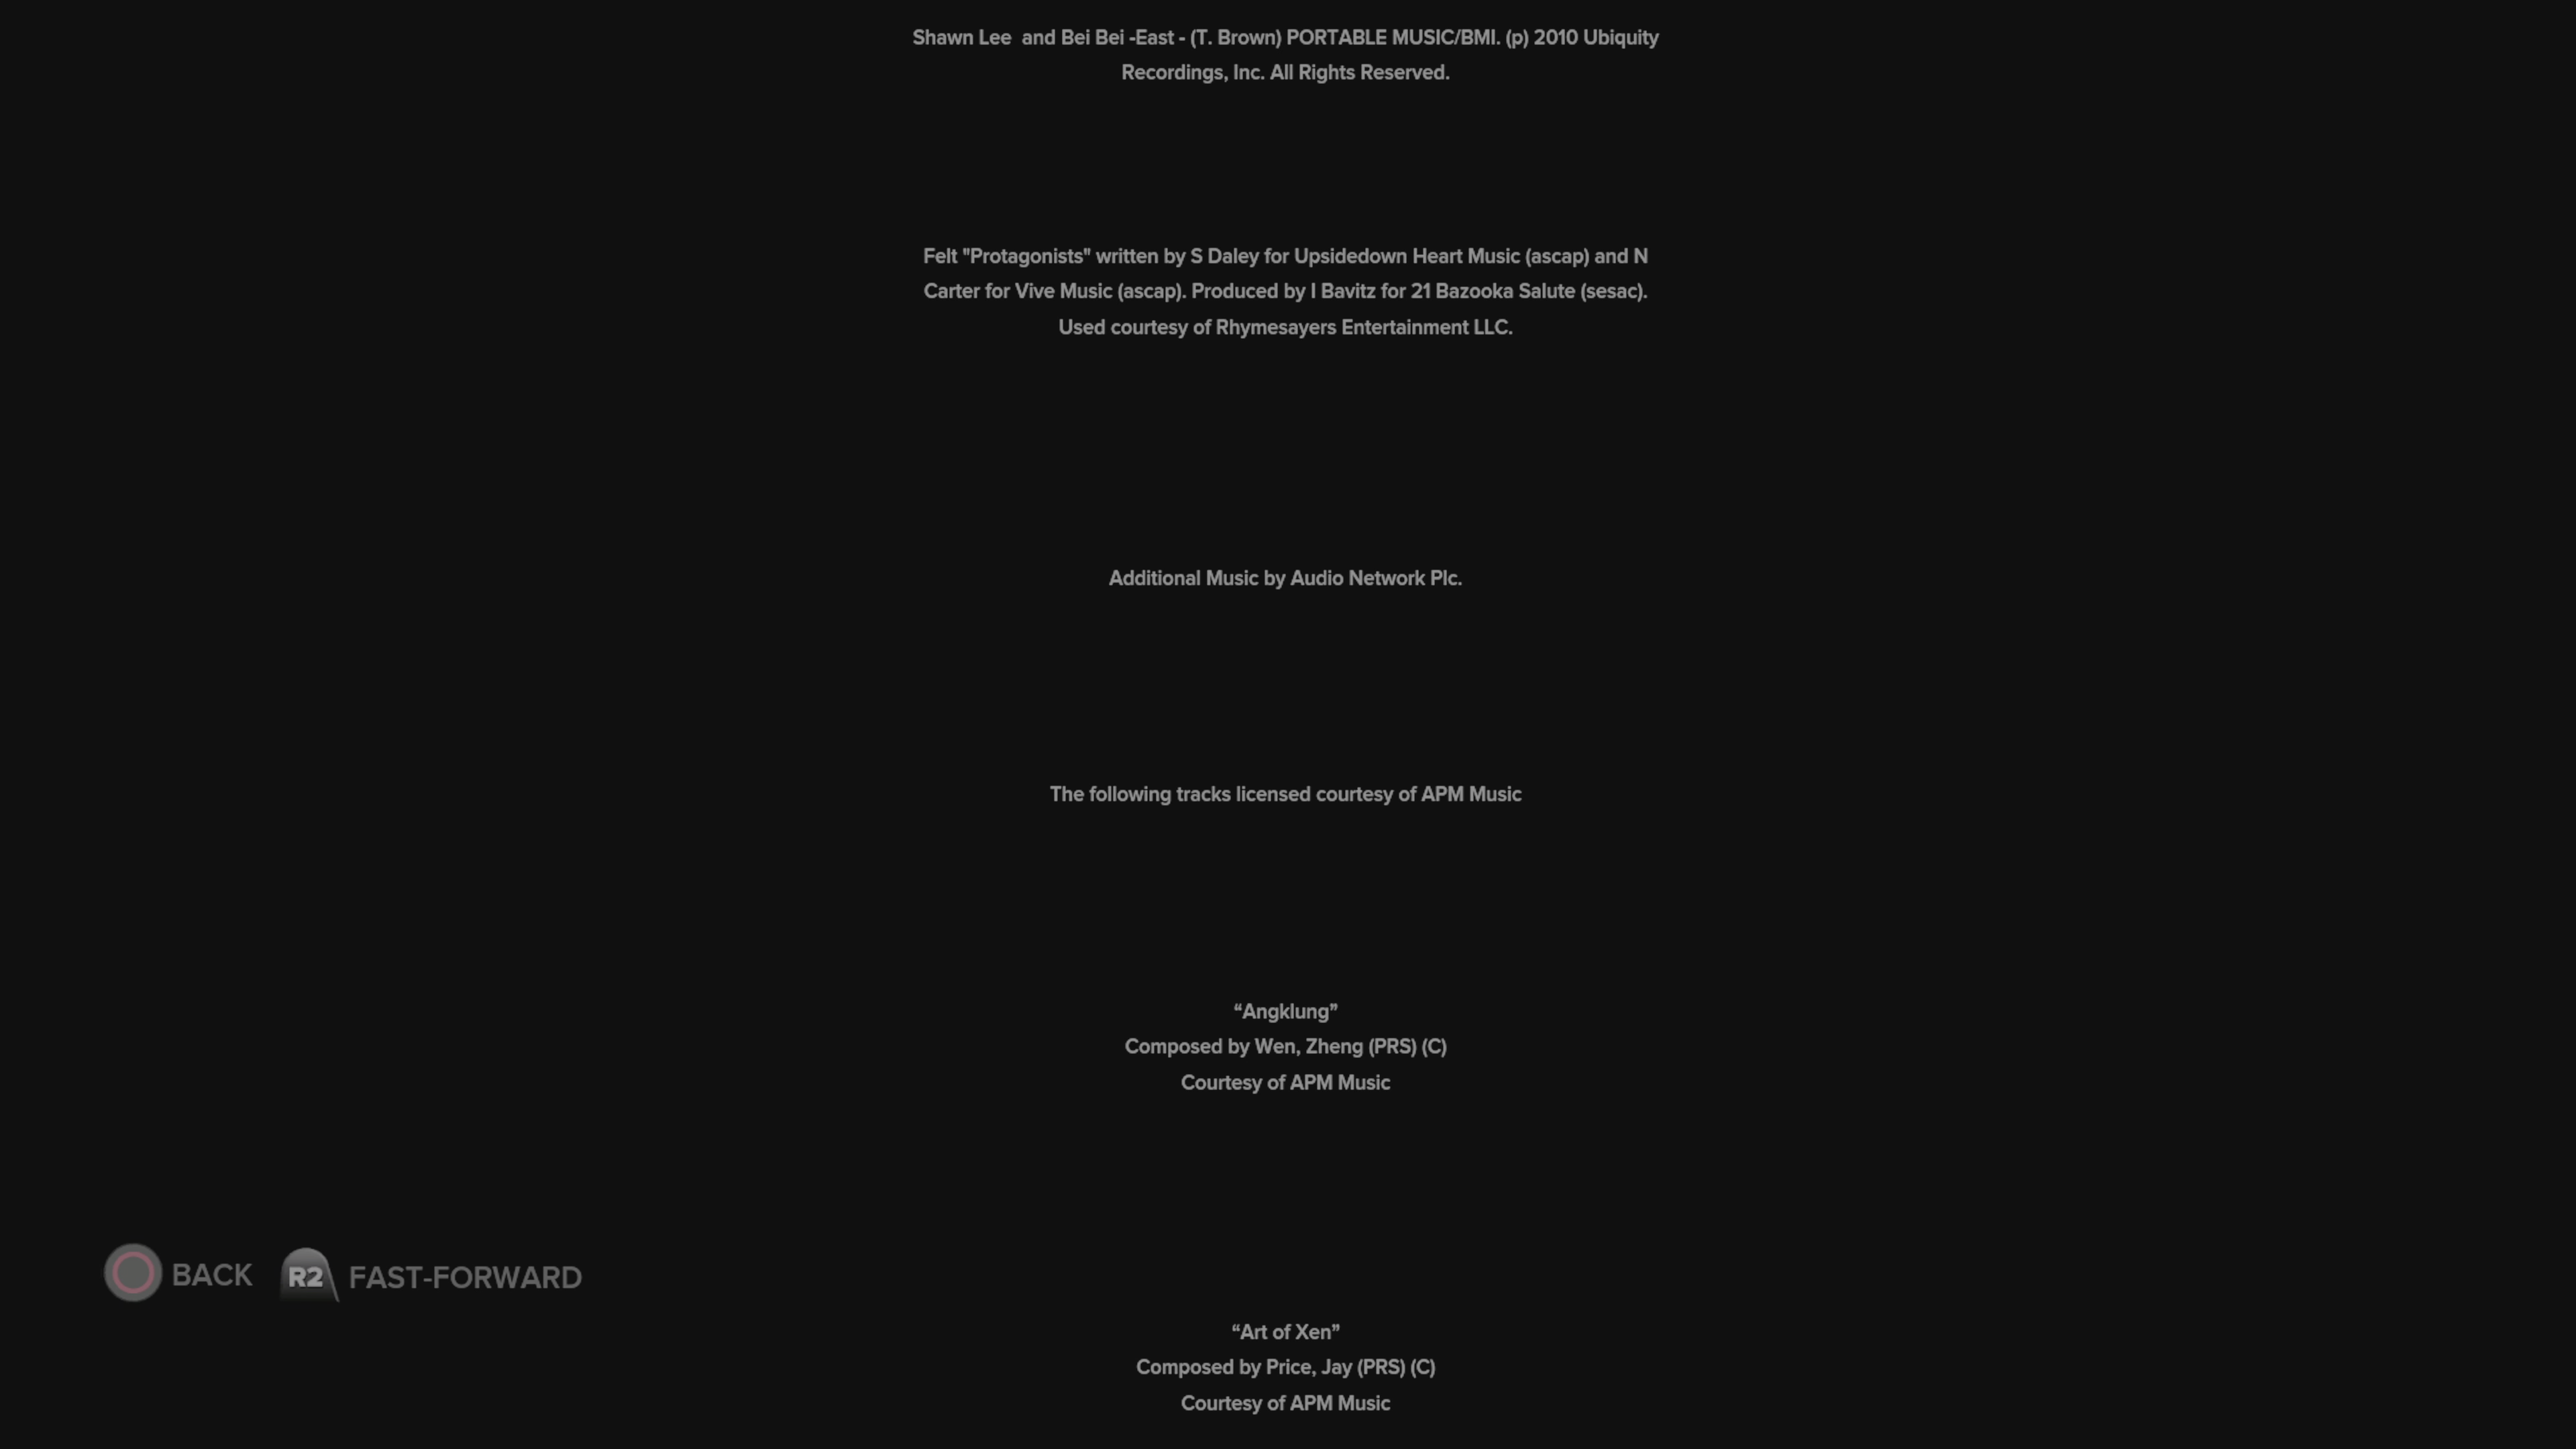 Shawn Lee  and Bei Bei -East - (T. Brown) PORTABLE MUSIC/BMI. (p) 2010 Ubiquity
Recordings, Inc. All Rights Reserved.
Felt "Protagonists" written by S Daley for Upsidedown Heart Music (ascap) and N
Carter for Vive Music (ascap). Produced by I Bavitz for 21 Bazooka Salute (sesac).
Used courtesy of Rhymesayers Entertainment LLC.
Additional Music by Audio Network Plc.
The following tracks licensed courtesy of APM Music
“Angklung”
Composed by Wen, Zheng (PRS) (C)
Courtesy of APM Music
BACK R2 FAST-FORWARD
“Art of Xen”
Composed by Price, Jay (PRS) (C)
Courtesy of APM Music